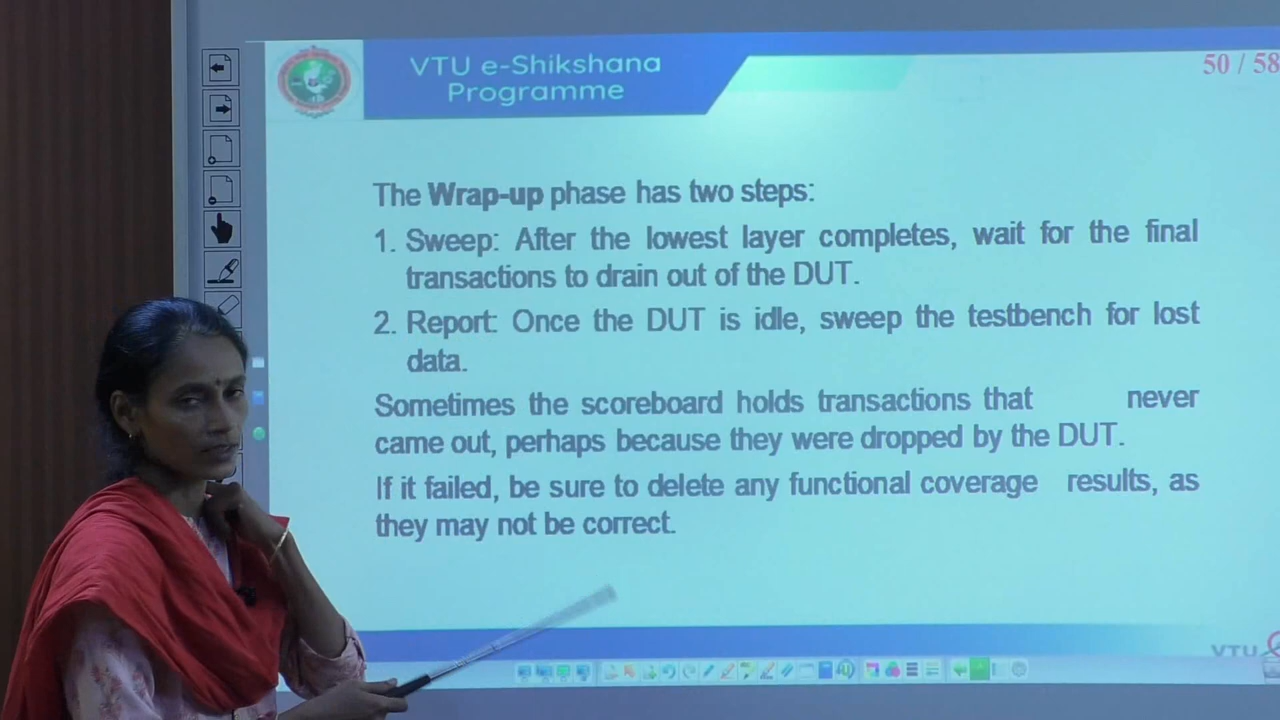 VTU e-Shikshana
Programme
50 / 58
The Wrap-up phase has two steps:
1. Sweep: After the lowest layer completes, wait for the final
transactions to drain out of the DUT.
2. Report: Once the DUT is idle, sweep the testbench for lost
data.
Sometimes the scoreboard holds transactions that never
came out, perhaps because they were dropped by the DUT.
If it failed, be sure to delete any functional coverage results, as
they may not be correct.
VTU